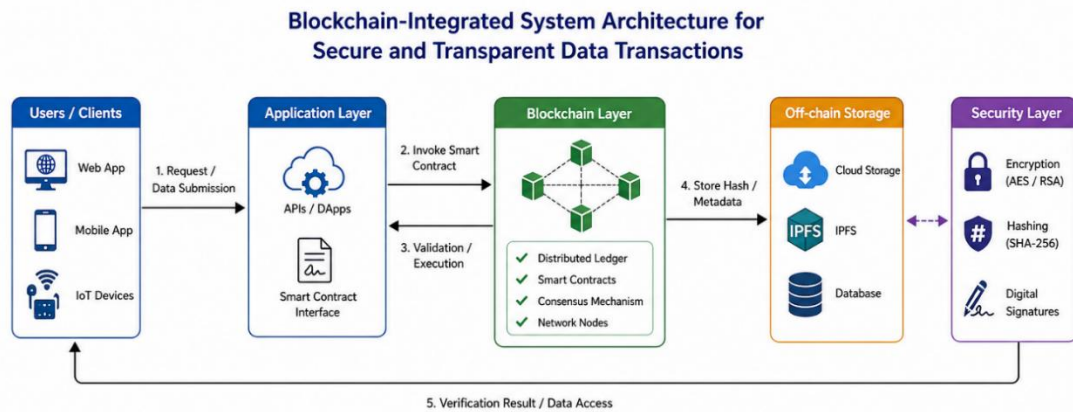 Blockchain-Integrated System Architecture for
Secure and Transparent Data Transactions
Users / Clients
Web App
Mobile App
IoT Devices
1. Request /
Data Submission
Application Layer
APIs / DApps
Smart Contract
Interface
2. Invoke Smart
Contract
3. Validation /
Execution
Blockchain Layer
Distributed Ledger
Smart Contracts
Consensus Mechanism
Network Nodes
4. Store Hash /
Metadata
Off-chain Storage
Cloud Storage
IPFS
IPFS
Database
Security Layer
Encryption
(AES / RSA)
#
Hashing
(SHA-256)
Digital
Signatures
5. Verification Result / Data Access